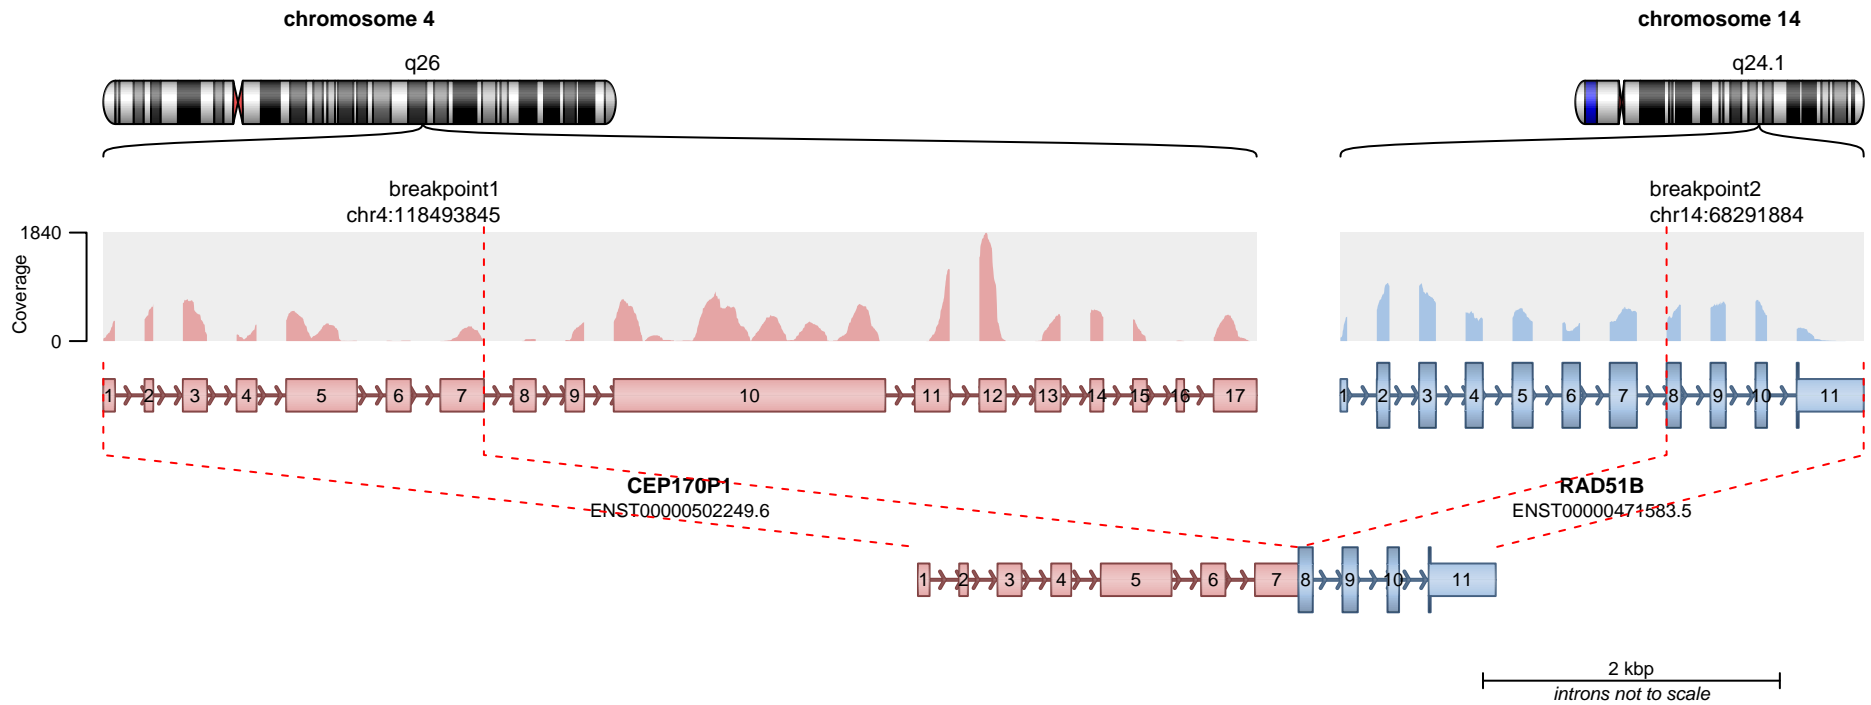 chromosome 4
chromosome 14
q26
q24.1
breakpoint1
chr4:118493845
breakpoint2
chr14:68291884
1840
0
Coverage
1 2 3 4 5 6 7 8 9 10 11 12 13 14 15 16 17
1 2 3 4 5 6 7 8 9 10 11
CEP170P1
ENST00000502249.6
RAD51B
ENST00000471583.5
1 2 3 4 5 6 7 8 9 10 11
2 kbp
introns not to scale